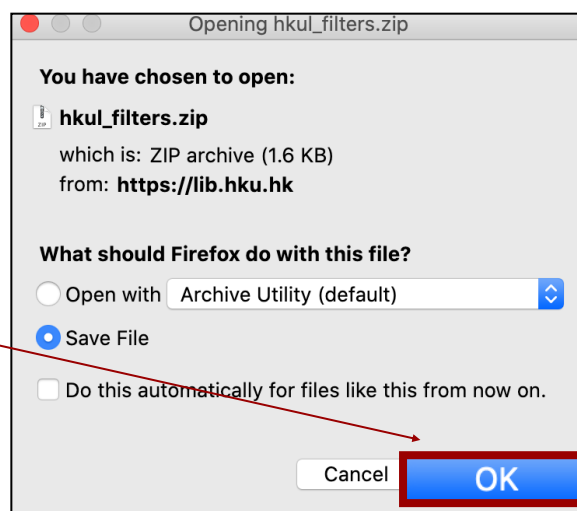 Opening hkul_filters.zip
You have chosen to open:
ZIP
hkul_filters.zip
which is: ZIP archive (1.6 KB)
from: https://lib.hku.hk
What should Firefox do with this file?
Open with Archive Utility (default)
Save File
Do this automatically for files like this from now on.
Cancel OK